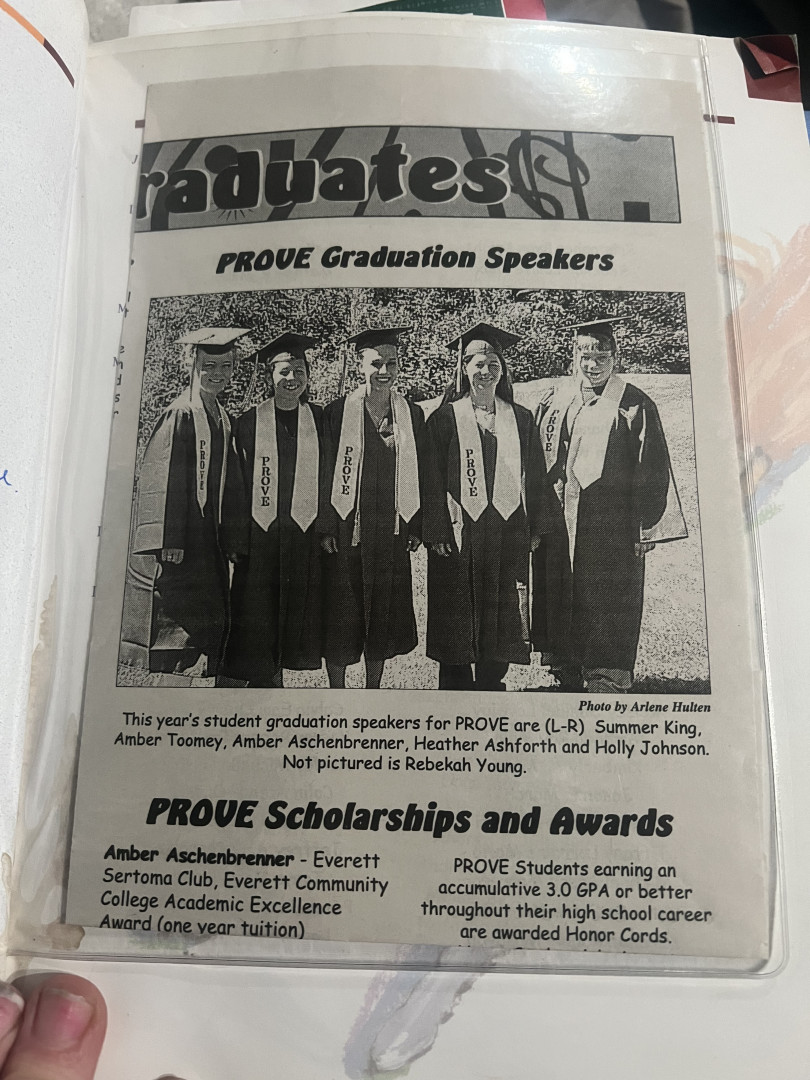 raduates
PROVE Graduation Speakers
PROVE
PROVE
PROVE
PROVE
PROVE
Photo by Arlene Hulten
This year's student graduation speakers for PROVE are (L-R) Summer King,
Amber Toomey, Amber Aschenbrenner, Heather Ashforth and Holly Johnson.
Not pictured is Rebekah Young.
PROVE Scholarships and Awards
Amber Aschenbrenner - Everett
Sertoma Club, Everett Community
College Academic Excellence
Award (one year tuition)
PROVE Students earning an
accumulative 3.0 GPA or better
throughout their high school career
are awarded Honor Cords.